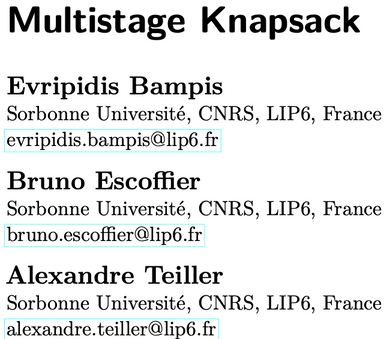 Multistage Knapsack
Evripidis Bampis
Sorbonne Université, CNRS, LIP6, France
evripidis.bampis@lip6.fr
Bruno Escoffier
Sorbonne Université, CNRS, LIP6, France
bruno.escoffier@lip6.fr
Alexandre Teiller
Sorbonne Université, CNRS, LIP6, France
alexandre.teiller@lip6.fr